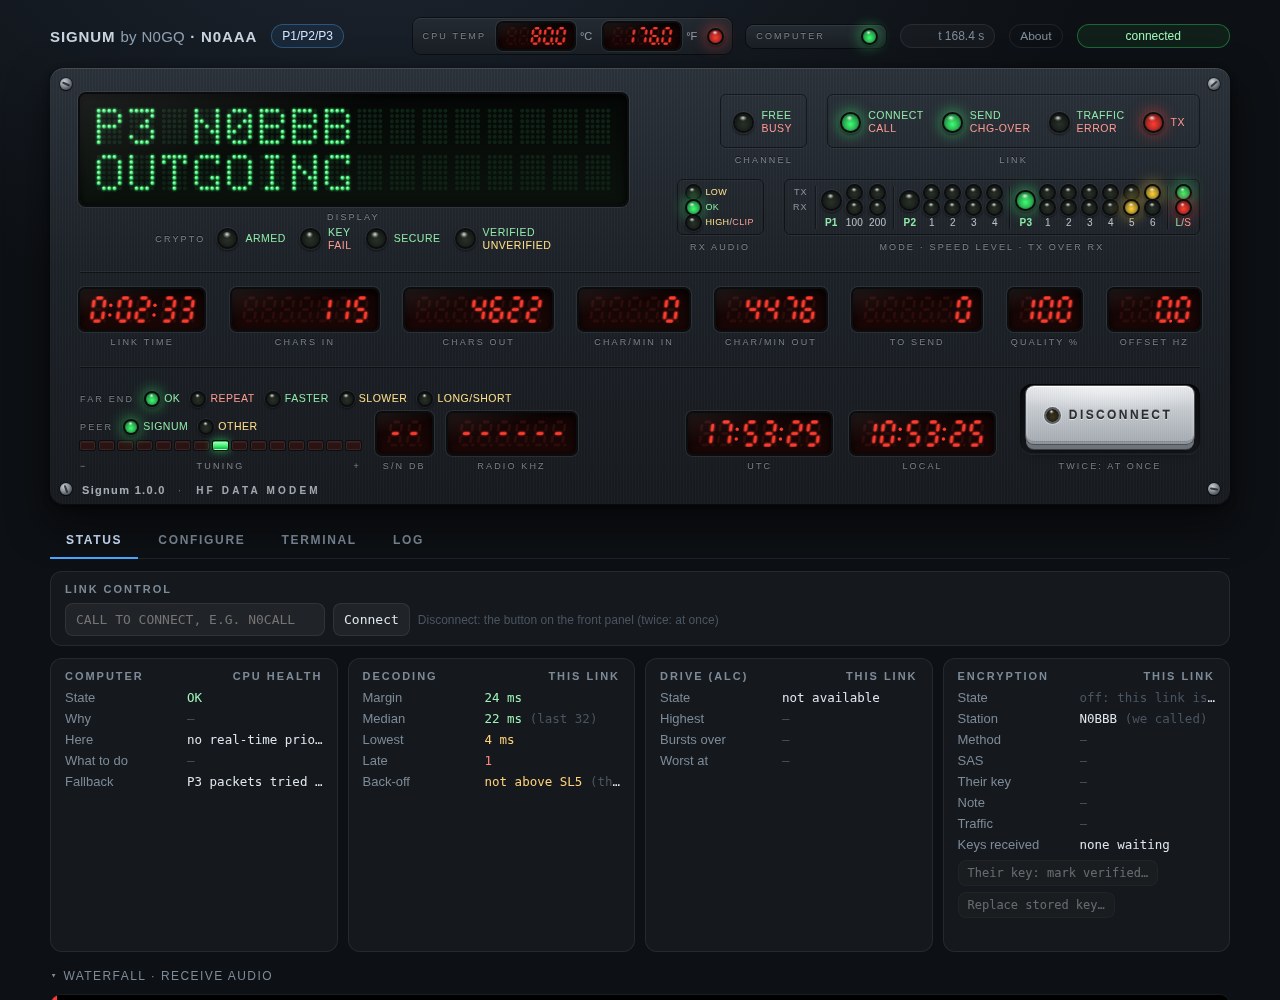 SIGNUM by N0GQ · N0AAA
P1/P2/P3
CPU TEMP 80.0 °C 176.0 °F
COMPUTER
t 168.4 s
About
connected
P3 N0BBB
OUTGOING
DISPLAY
CRYPTO ARMED KEY FAIL SECURE VERIFIED UNVERIFIED
FREE BUSY
CHANNEL
CONNECT CALL SEND CHG-OVER TRAFFIC ERROR TX
LINK
LOW
OK
HIGH/CLIP
RX AUDIO
TX
RX
P1 100 200 P2 1 2 3 4 P3 1 2 3 4 5 6 L/S
MODE · SPEED LEVEL · TX OVER RX
0:02:33 115 4622 0 4476 0 100 0.0
LINK TIME CHARS IN CHARS OUT CHAR/MIN IN CHAR/MIN OUT TO SEND QUALITY % OFFSET HZ
FAR END OK REPEAT FASTER SLOWER LONG/SHORT
PEER SIGNUM OTHER
− TUNING +
-- 
S/N DB
------
RADIO KHZ
17:53:25
UTC
10:53:25
LOCAL
DISCONNECT
TWICE: AT ONCE
Signum 1.0.0 · HF DATA MODEM
STATUS CONFIGURE TERMINAL LOG
LINK CONTROL
CALL TO CONNECT, E.G. N0CALL
Connect
Disconnect: the button on the front panel (twice: at once)
COMPUTER CPU HEALTH
State OK
Why –
Here no real-time prio…
What to do –
Fallback P3 packets tried …
DECODING THIS LINK
Margin 24 ms
Median 22 ms (last 32)
Lowest 4 ms
Late 1
Back-off not above SL5 (th…
DRIVE (ALC) THIS LINK
State not available
Highest –
Bursts over –
Worst at –
ENCRYPTION THIS LINK
State off: this link is…
Station N0BBB (we called)
Method –
SAS –
Their key –
Note –
Traffic –
Keys received none waiting
Their key: mark verified…
Replace stored key…
▾ WATERFALL · RECEIVE AUDIO